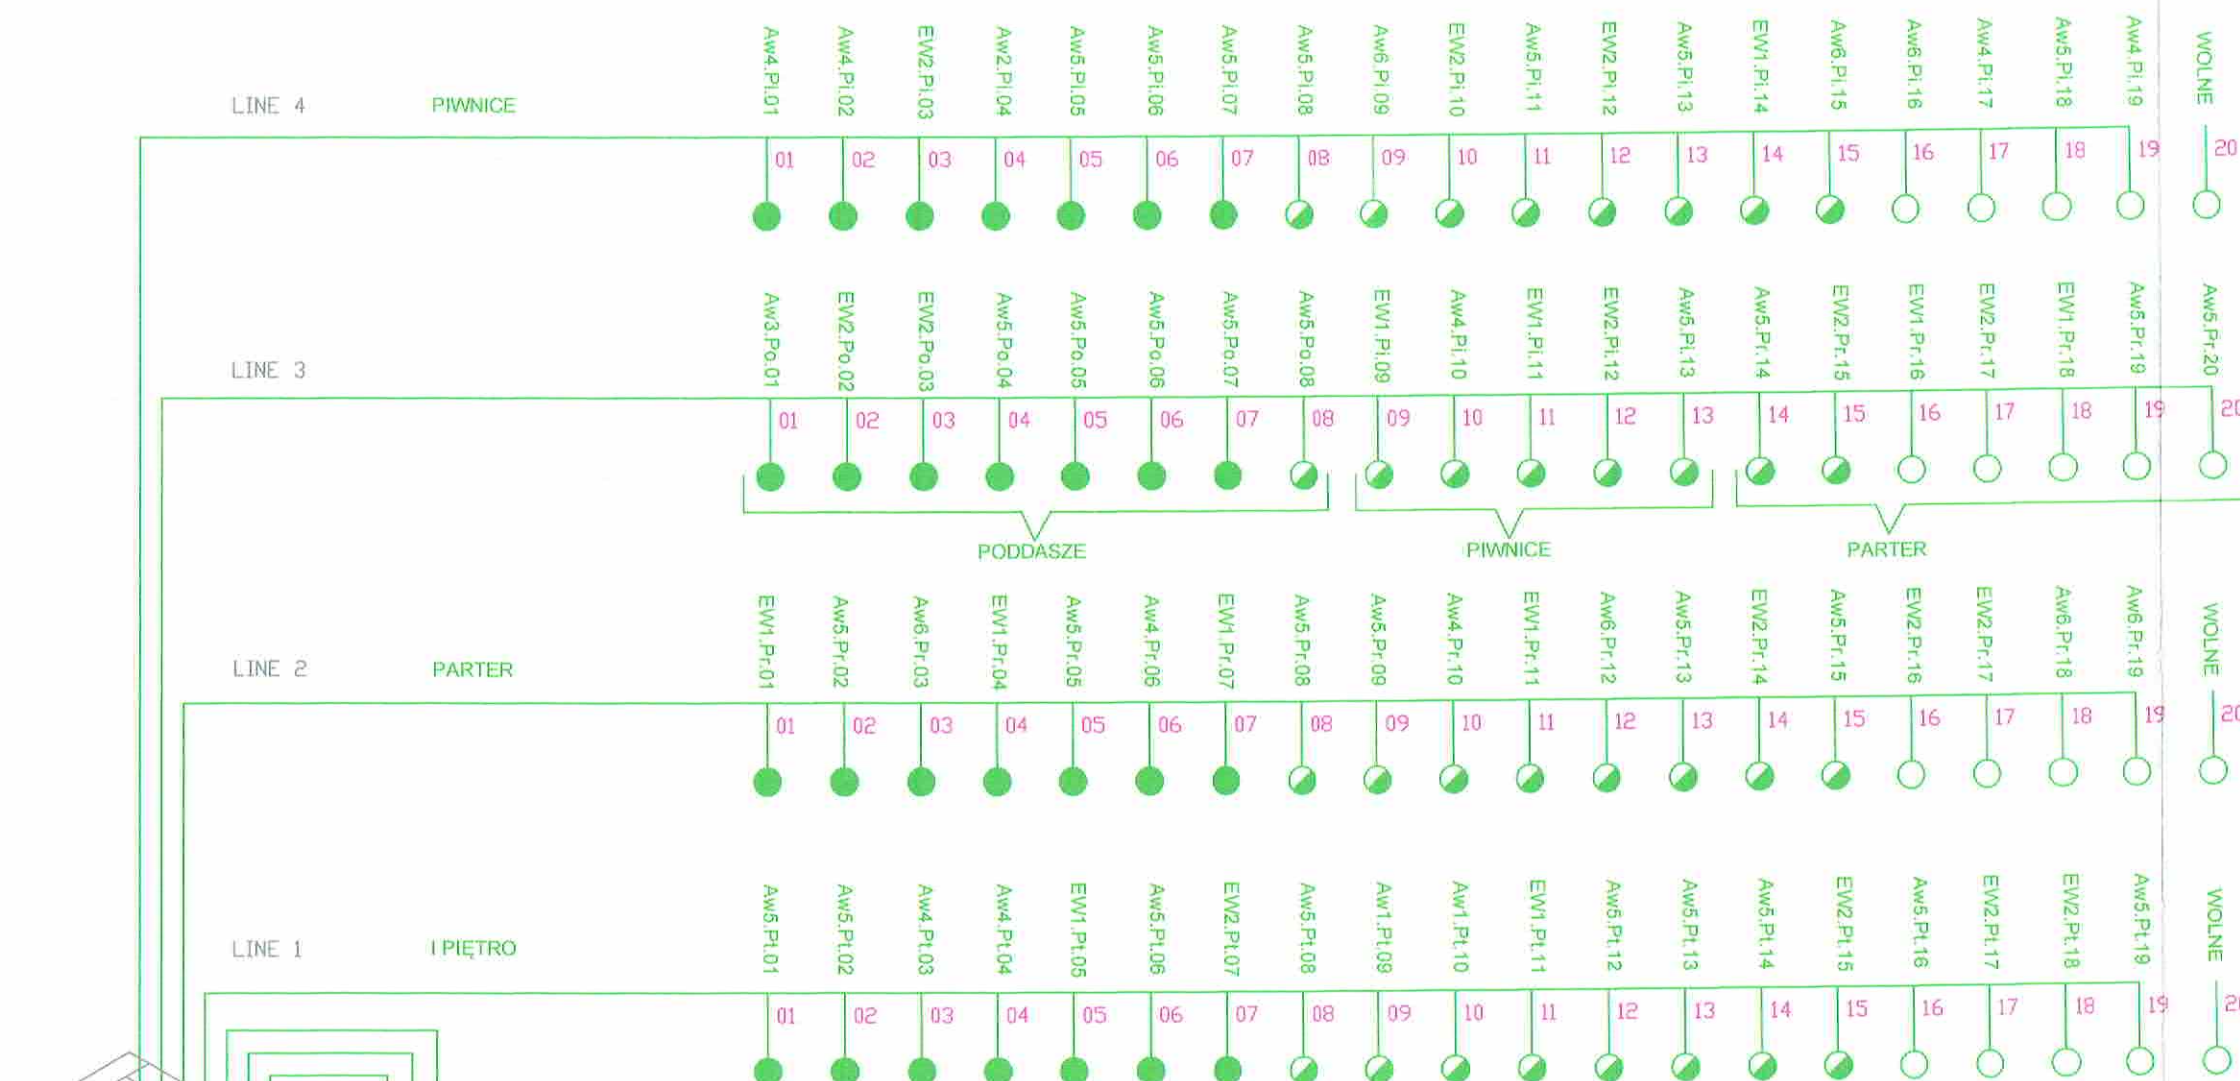 Aw4.Pi.01 Aw4.Pi.02 EW2.Pi.03 Aw2.Pi.04 Aw5.Pi.05 Aw5.Pi.06 Aw5.Pi.07 Aw5.Pi.08 Aw6.Pi.09 EW2.Pi.10 Aw5.Pi.11 EW2.Pi.12 Aw5.Pi.13 EW1.Pi.14 Aw6.Pi.15 Aw6.Pi.16 Aw4.Pi.17 Aw5.Pi.18 Aw4.Pi.19 WOLNE
LINE 4 PIWNICE
01 02 03 04 05 06 07 08 09 10 11 12 13 14 15 16 17 18 19 20
Aw3.Po.01 EW2.Po.02 EW2.Po.03 Aw5.Po.04 Aw5.Po.05 Aw5.Po.06 Aw5.Po.07 Aw5.Po.08 EW1.Pi.09 Aw4.Pi.10 EW1.Pi.11 EW2.Pi.12 Aw5.Pi.13 Aw5.Pr.14 EW2.Pr.15 EW1.Pr.16 EW2.Pr.17 EW1.Pr.18 Aw5.Pr.19 Aw5.Pr.20
LINE 3
01 02 03 04 05 06 07 08 09 10 11 12 13 14 15 16 17 18 19 20
PODDASZE PIWNICE PARTER
EW1.Pr.01 Aw5.Pr.02 Aw6.Pr.03 EW1.Pr.04 Aw5.Pr.05 Aw4.Pr.06 EW1.Pr.07 Aw5.Pr.08 Aw5.Pr.09 Aw4.Pr.10 EW1.Pr.11 Aw6.Pr.12 Aw5.Pr.13 EW2.Pr.14 Aw5.Pr.15 EW2.Pr.16 EW2.Pr.17 Aw6.Pr.18 Aw6.Pr.19 WOLNE
LINE 2 PARTER
01 02 03 04 05 06 07 08 09 10 11 12 13 14 15 16 17 18 19 20
Aw5.Pt.01 Aw5.Pt.02 Aw4.Pt.03 Aw4.Pt.04 EW1.Pt.05 Aw5.Pt.06 EW2.Pt.07 Aw5.Pt.08 Aw1.Pt.09 Aw1.Pt.10 EW1.Pt.11 Aw5.Pt.12 Aw5.Pt.13 Aw5.Pt.14 EW2.Pt.15 Aw5.Pt.16 EW2.Pt.17 EW2.Pt.18 Aw5.Pt.19 WOLNE
LINE 1 I PIĘTRO
01 02 03 04 05 06 07 08 09 10 11 12 13 14 15 16 17 18 19